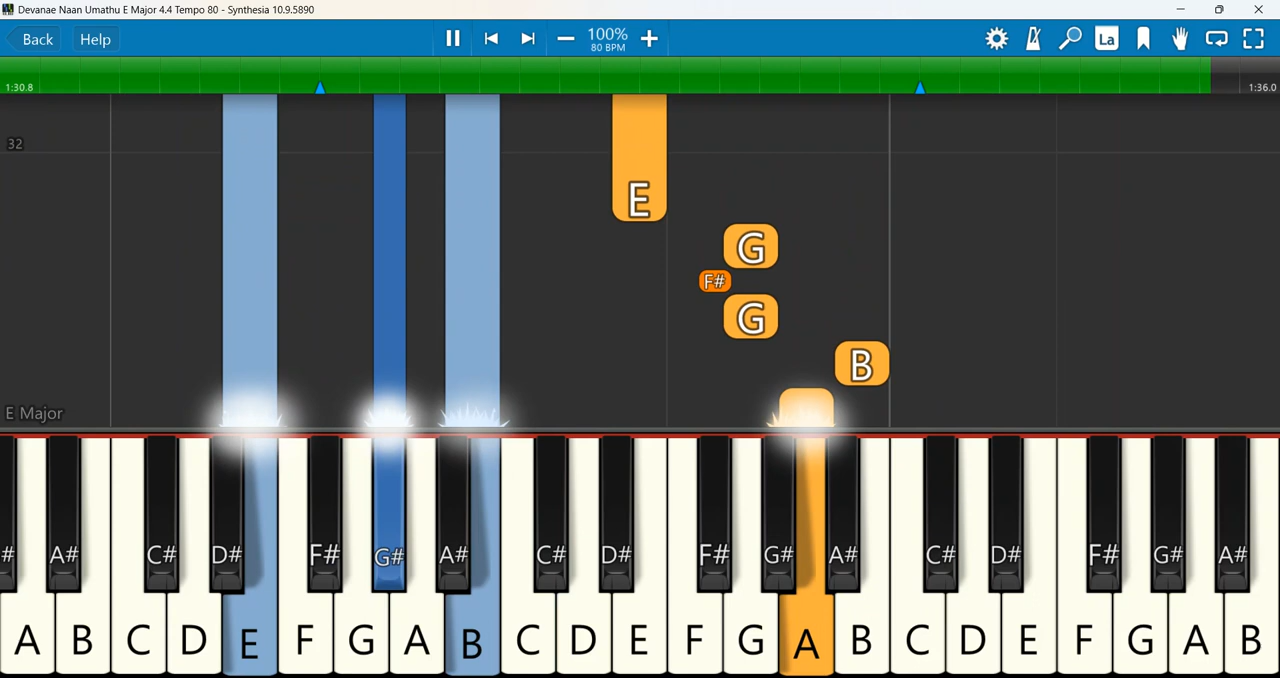 Devanae Naan Umathu E Major 4.4 Tempo 80 - Synthesia 10.9.5890
Back Help 100% La
80 BPM
1:30.8 1:36.0
32
E
G
F#
G
B
E Major
# A# C# D# F# G# A# C# D# F# G# A# C# D# F# G# A#
A B C D E F G A B C D E F G A B C D E F G A B